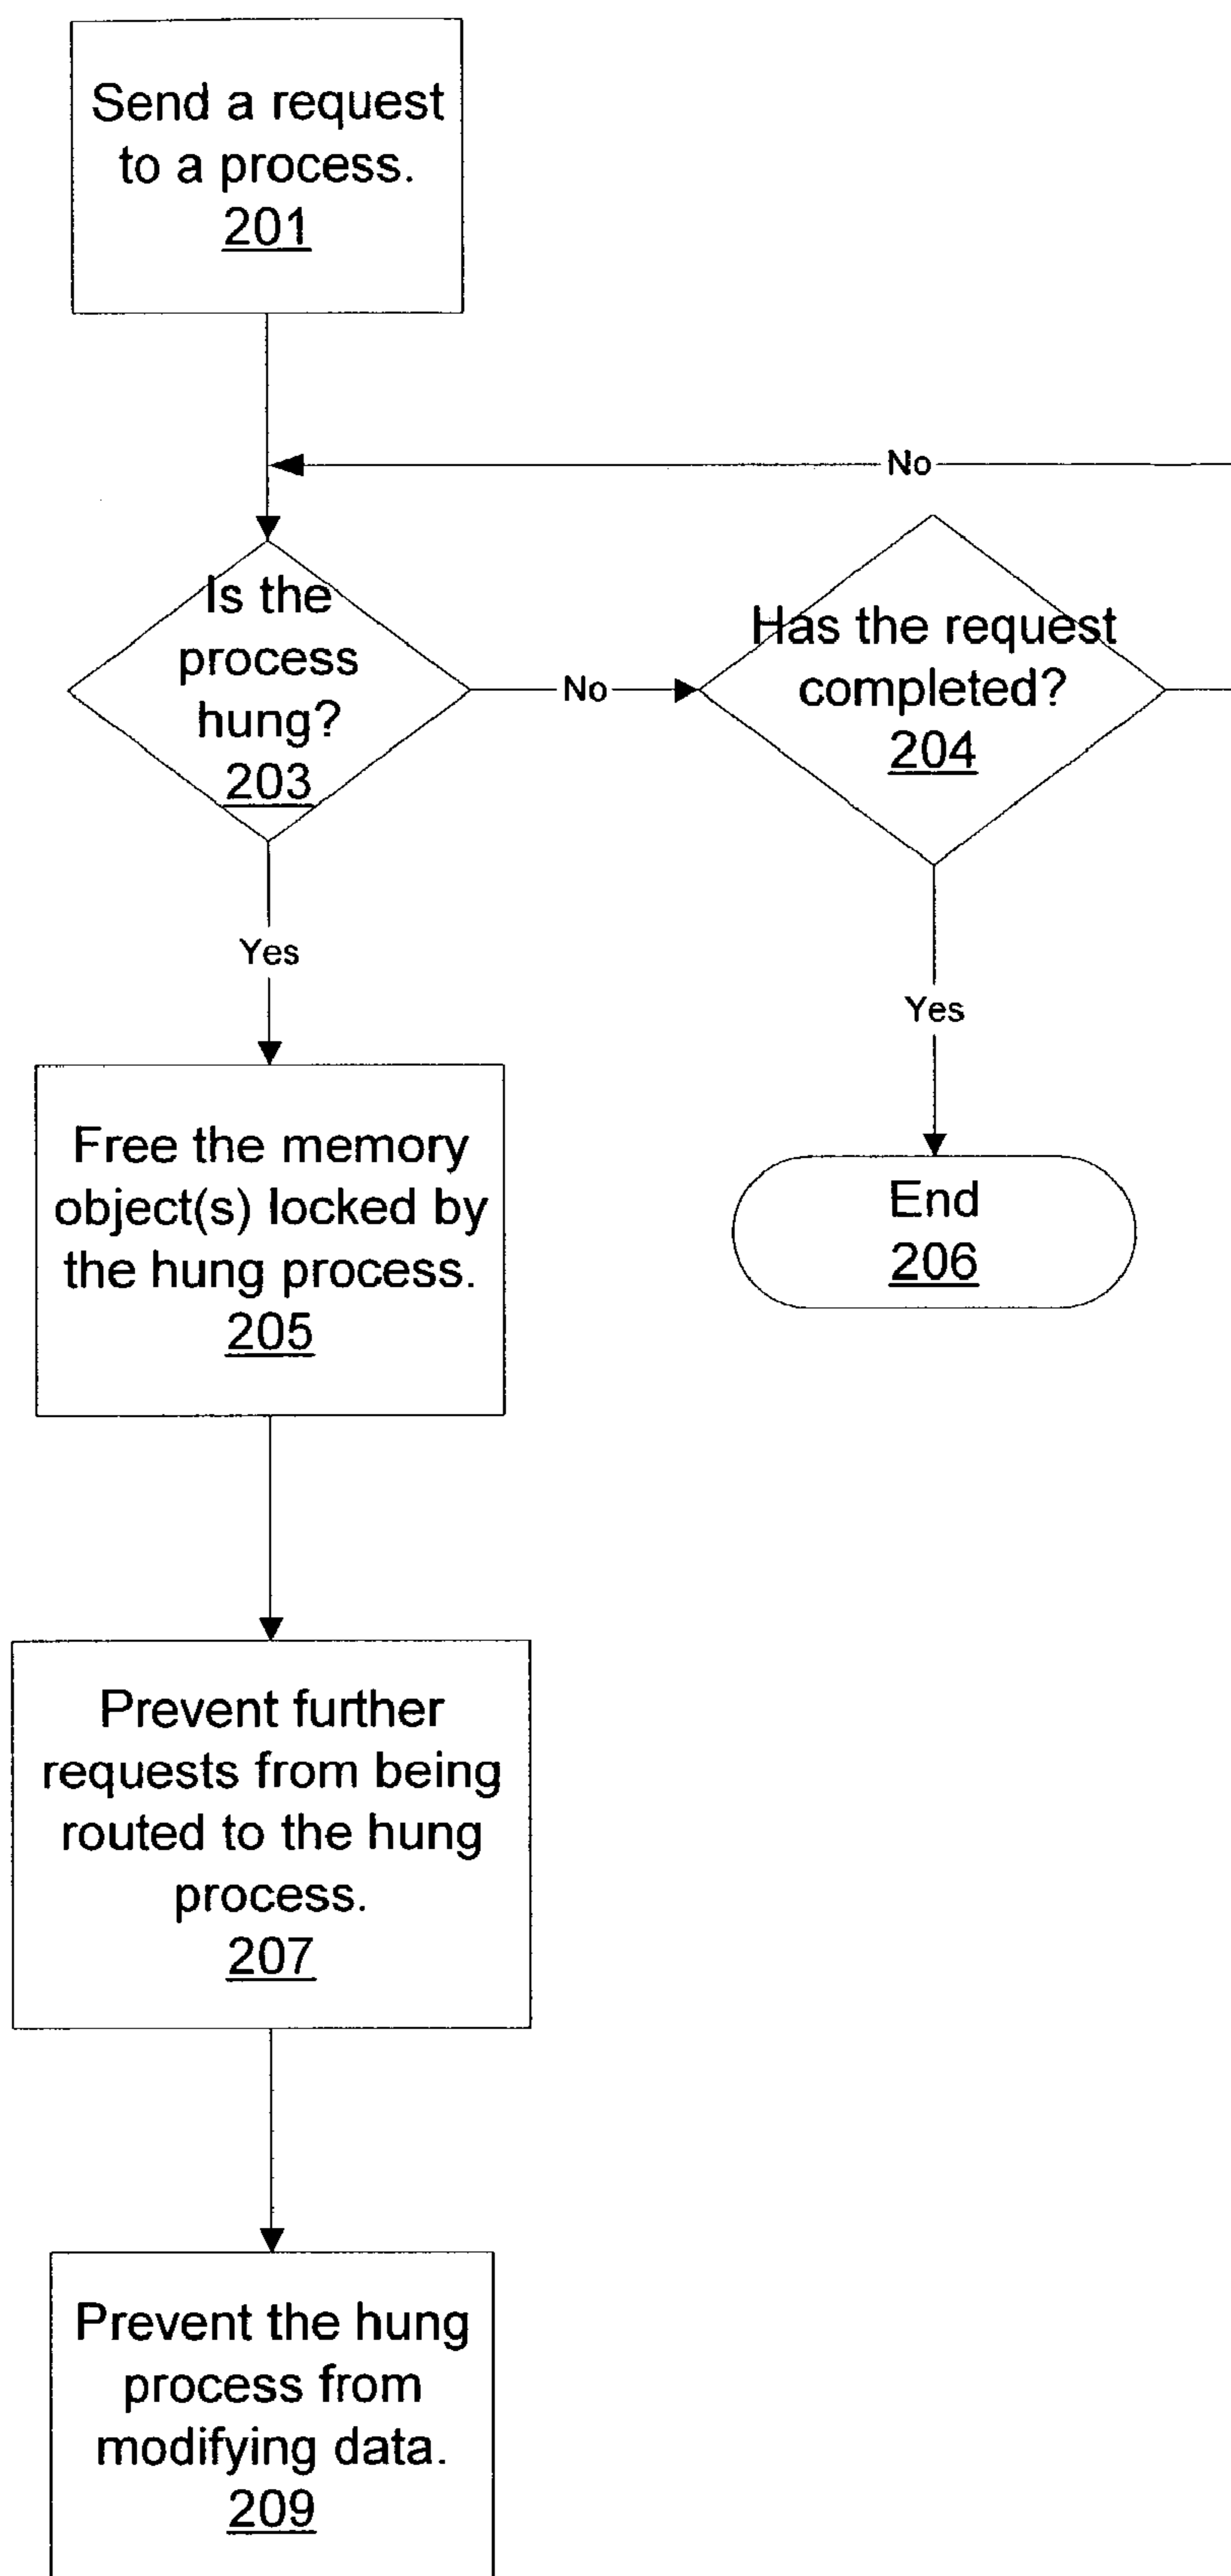 Send a request
to a process.
201
No
Is the
process
hung?
203
No
Has the request
completed?
204
Yes
Yes
Free the memory
object(s) locked by
the hung process.
205
End
206
Prevent further
requests from being
routed to the hung
process.
207
Prevent the hung
process from
modifying data.
209